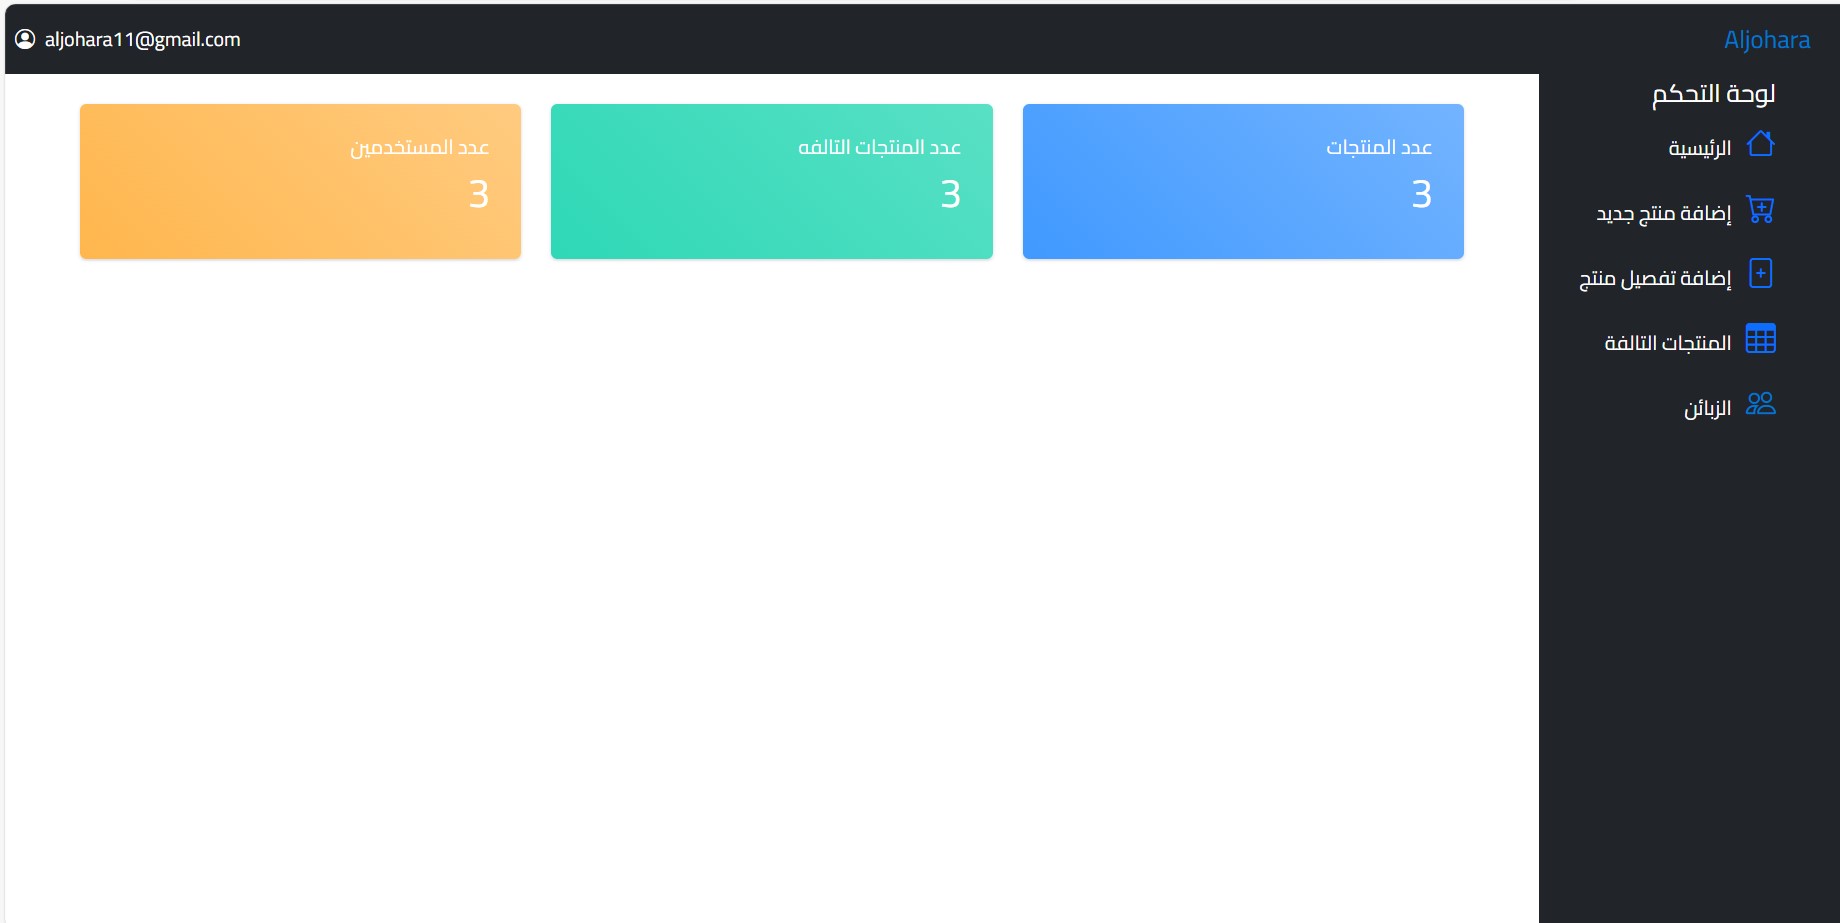 Aljohara
aljohara11@gmail.com
لوحة التحكم
الرئيسية
إضافة منتج جديد
إضافة تفصيل منتج
المنتجات التالفة
الزبائن
عدد المنتجات
3
عدد المنتجات التالفه
3
عدد المستخدمين
3